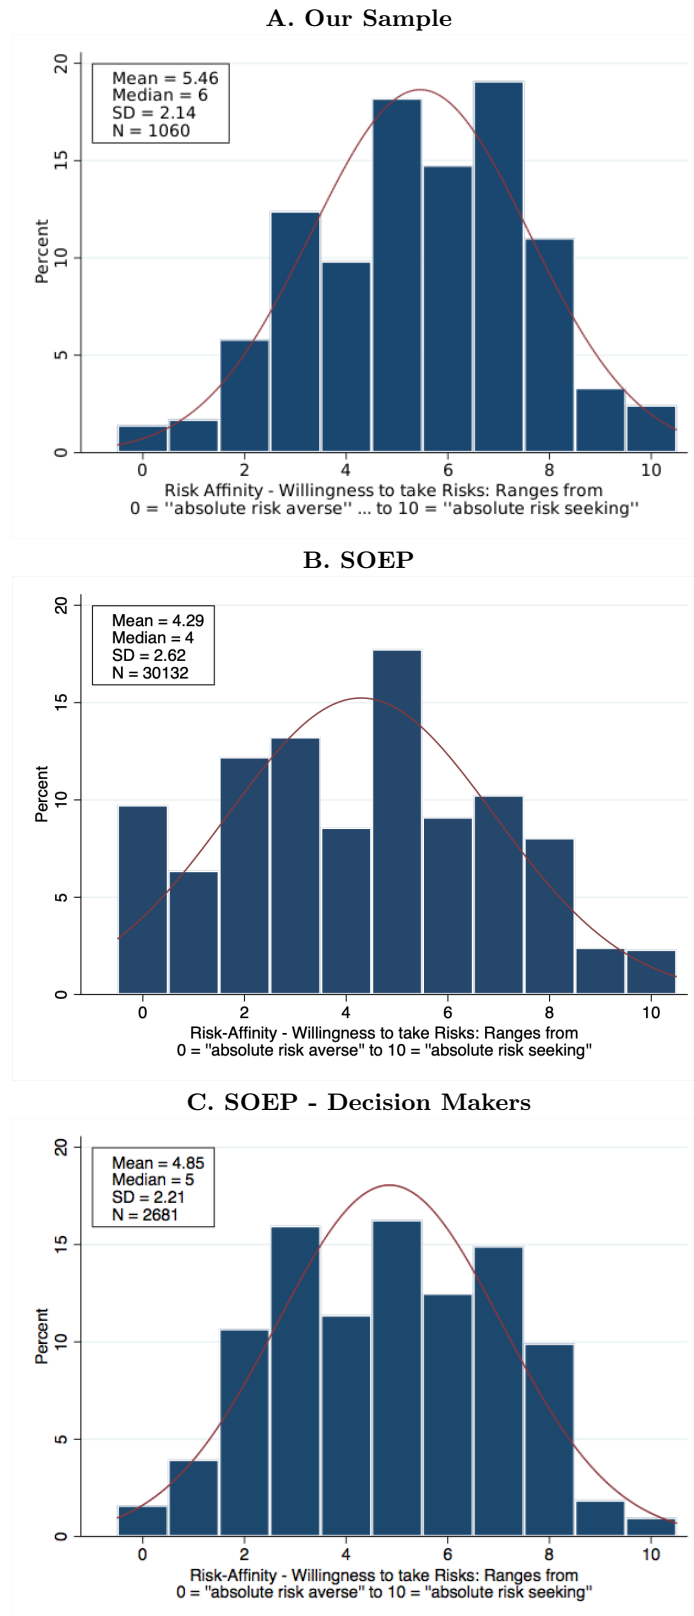 A. Our Sample
Mean = 5.46
Median = 6
SD = 2.14
N = 1060
20
15
10
5
0
Percent
0 2 4 6 8 10
Risk Affinity - Willingness to take Risks: Ranges from
0 = ''absolute risk averse'' ... to 10 = ''absolute risk seeking''
B. SOEP
Mean = 4.29
Median = 4
SD = 2.62
N = 30132
20
15
10
5
0
Percent
0 2 4 6 8 10
Risk-Affinity - Willingness to take Risks: Ranges from
0 = "absolute risk averse" to 10 = "absolute risk seeking"
C. SOEP - Decision Makers
Mean = 4.85
Median = 5
SD = 2.21
N = 2681
20
15
10
5
0
Percent
0 2 4 6 8 10
Risk-Affinity - Willingness to take Risks: Ranges from
0 = "absolute risk averse" to 10 = "absolute risk seeking"